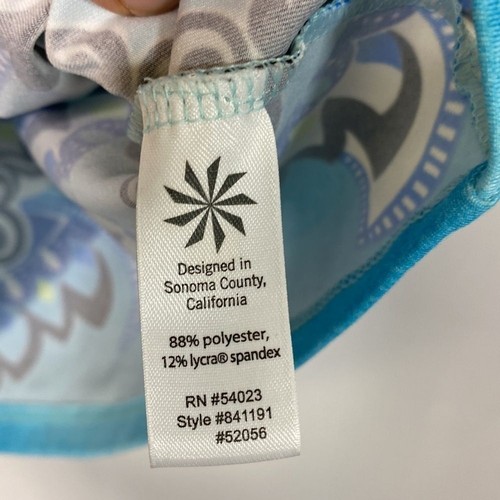 Designed in
Sonoma County,
California
88% polyester,
12% lycra® spandex
RN #54023
Style #841191
#52056